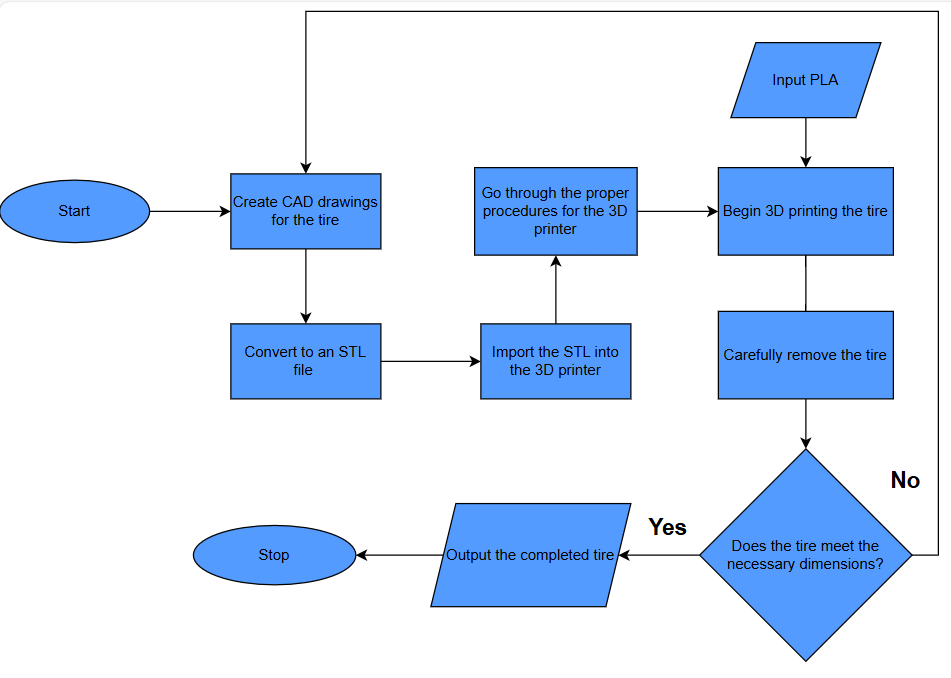 Input PLA
Start
Create CAD drawings
for the tire
Go through the proper
procedures for the 3D
printer
Begin 3D printing the tire
Convert to an STL
file
Import the STL into
the 3D printer
Carefully remove the tire
No
Yes
Does the tire meet the
necessary dimensions?
Output the completed tire
Stop